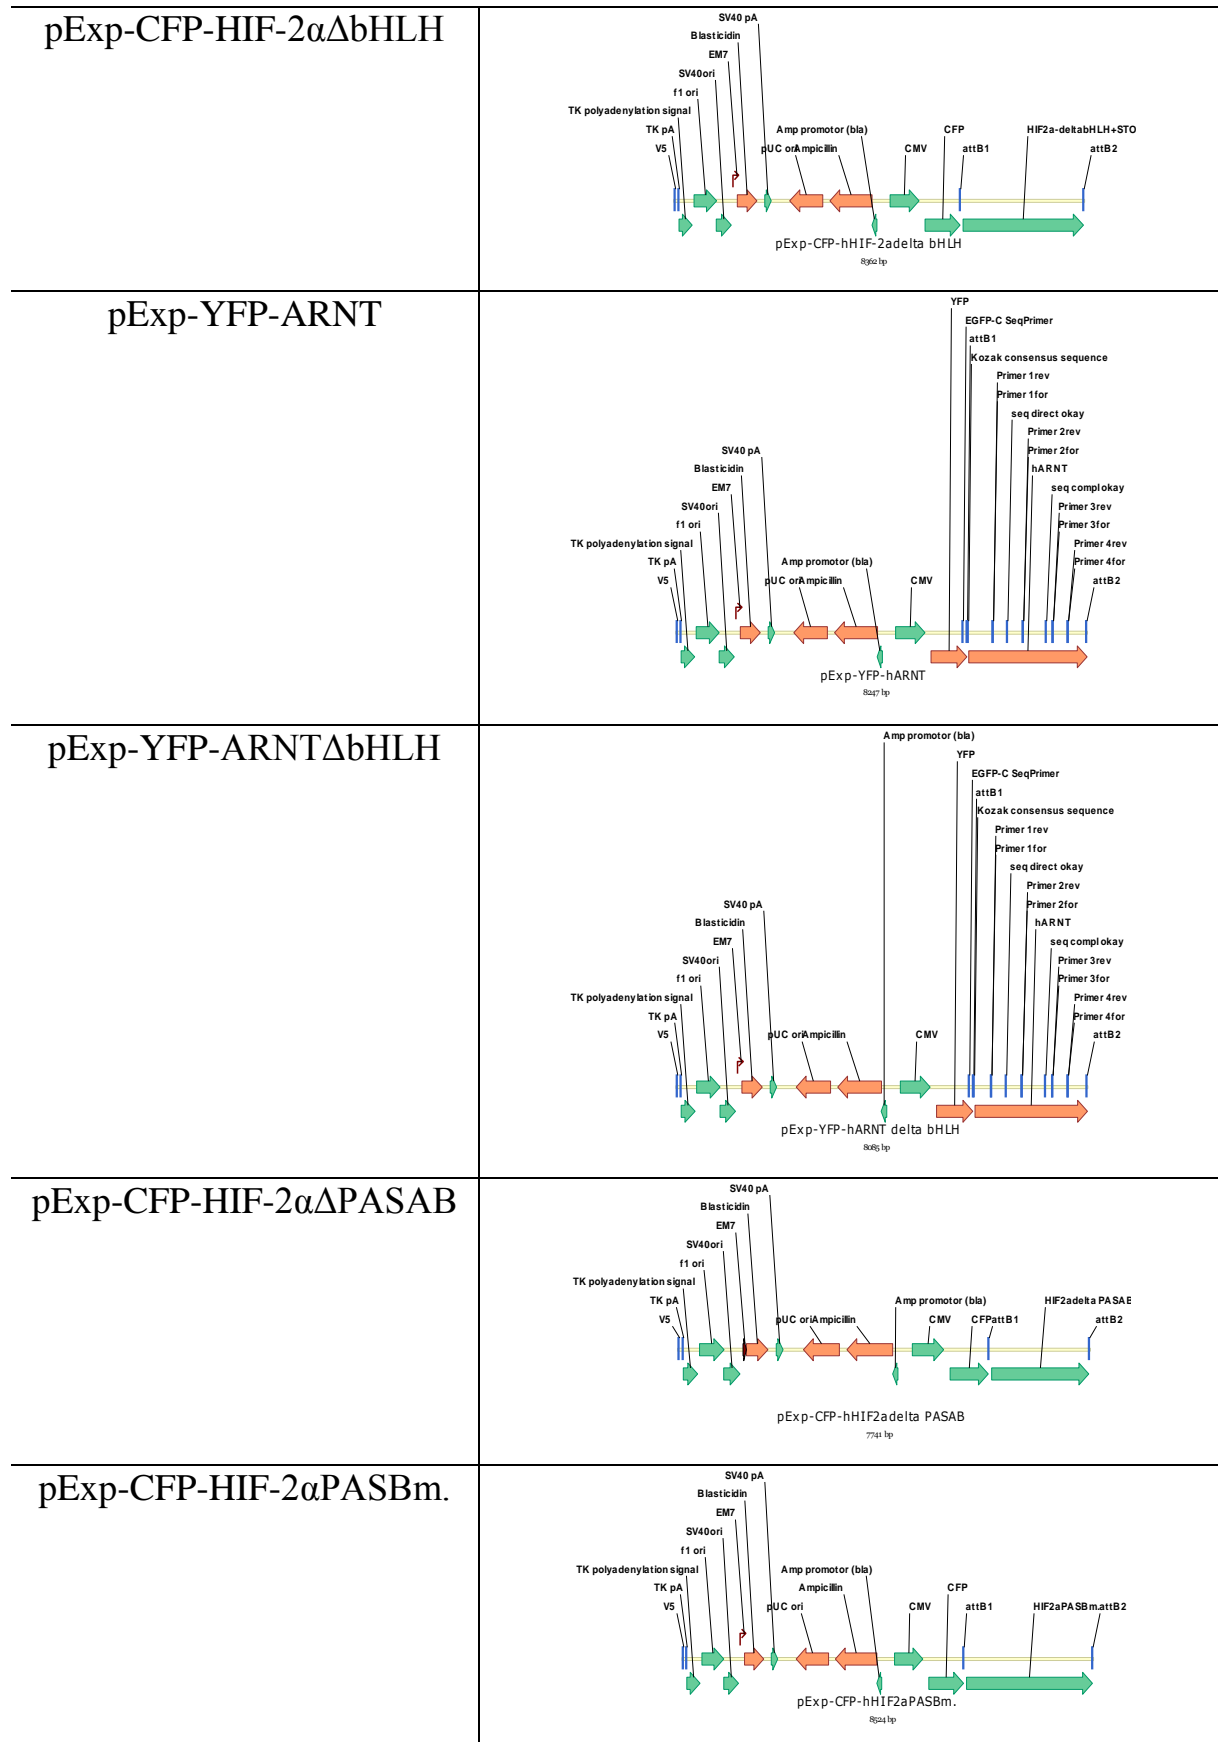 pExp-CFP-HIF-2αΔbHLH
SV40 pA
Blasticidin
EM7
SV40ori
f1 ori
TK polyadenylation signal
TK pA Amp promotor (bla) CFP HIF2a-deltabHLH+STO
V5 pUC ori Ampicillin CMV attB1 attB2
pExp-CFP-hHIF-2adelta bHLH
8362 bp
pExp-YFP-ARNT
YFP
EGFP-C SeqPrimer
attB1
Kozak consensus sequence
Primer 1rev
Primer 1for
seq direct okay
Primer 2rev
SV40 pA Primer 2for
Blasticidin hARNT
EM7 seq compl okay
SV40ori Primer 3rev
f1 ori Primer 3for
TK polyadenylation signal Primer 4rev
TK pA Amp promotor (bla) Primer 4for
V5 pUC ori Ampicillin CMV attB2
pExp-YFP-hARNT
8247 bp
pExp-YFP-ARNTΔbHLH
Amp promotor (bla)
YFP
EGFP-C SeqPrimer
attB1
Kozak consensus sequence
Primer 1rev
Primer 1for
seq direct okay
Primer 2rev
SV40 pA Primer 2for
Blasticidin hARNT
EM7 seq compl okay
SV40ori Primer 3rev
f1 ori Primer 3for
TK polyadenylation signal Primer 4rev
TK pA Primer 4for
V5 pUC ori Ampicillin CMV attB2
pExp-YFP-hARNT delta bHLH
8085 bp
pExp-CFP-HIF-2αΔPASAB
SV40 pA
Blasticidin
EM7
SV40ori
f1 ori
TK polyadenylation signal
TK pA Amp promotor (bla) HIF2adelta PASAB
V5 pUC ori Ampicillin CMV CFP attB1 attB2
pExp-CFP-hHIF2adelta PASAB
7741 bp
pExp-CFP-HIF-2αPASBm.
SV40 pA
Blasticidin
EM7
SV40ori
f1 ori
TK polyadenylation signal Amp promotor (bla)
TK pA Ampicillin CFP
V5 pUC ori CMV attB1 HIF2aPASBm. attB2
pExp-CFP-hHIF2aPASBm.
8524 bp